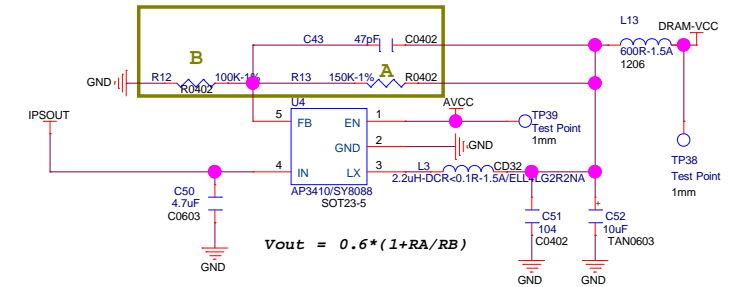 L13
DRAM-VCC
C43 47pF C0402
600R-1.5A
1206
B
A
GND R12 100K-1% R13 150K-1% R0402
R0402
U4
AVCC
IPSOUT
5 FB EN 1
TP39
Test Point
1mm
GND 2 GND
TP38
Test Point
1mm
4 IN LX 3 L3 CD32
2.2uH-DCR<0.1R-1.5A/ELL4LG2R2NA
AP3410/SY8088
SOT23-5
C50
4.7uF
C0603
C51
104
C0402
+
C52
10uF
TAN0603
Vout = 0.6*(1+RA/RB)
GND
GND
GND